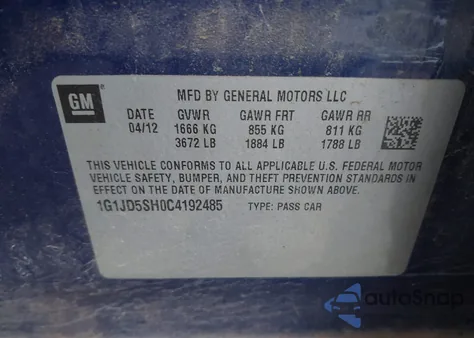 GM
MFD BY GENERAL MOTORS LLC
DATE GVWR GAWR FRT GAWR RR
04/12 1666 KG 855 KG 811 KG
3672 LB 1884 LB 1788 LB
THIS VEHICLE CONFORMS TO ALL APPLICABLE U.S. FEDERAL MOTOR
VEHICLE SAFETY, BUMPER, AND THEFT PREVENTION STANDARDS IN
EFFECT ON THE DATE OF MANUFACTURE SHOWN ABOVE.
1G1JD5SH0C4192485 TYPE: PASS CAR
autoSnap